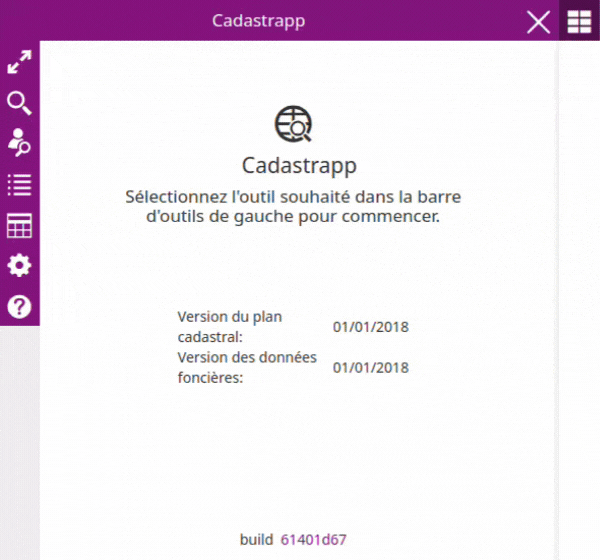 Cadastrapp
Cadastrapp
Sélectionnez l'outil souhaité dans la barre
d'outils de gauche pour commencer.
Version du plan
cadastral:
01/01/2018
Version des données
foncières:
01/01/2018
build 61401d67